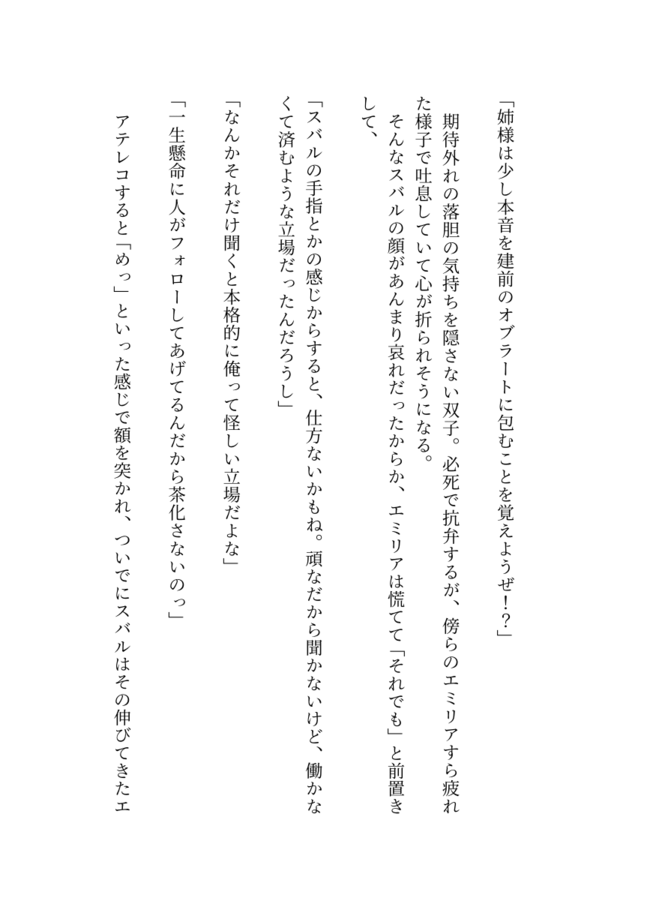 「姉様は少し本音を建前のオブラートに包むことを覚えようぜ！？」
　期待外れの落胆の気持ちを隠さない双子。必死で抗弁するが、傍らのエミリアすら疲れ
た様子で吐息していて心が折られそうになる。
　そんなスバルの顔があんまり哀れだったからか、エミリアは慌てて「それでも」と前置き
して、
「スバルの手指とかの感じからすると、仕方ないかもね。頑なだから聞かないけど、働かな
くて済むような立場だったんだろうし」
「なんかそれだけ聞くと本格的に俺って怪しい立場だよな」
「一生懸命に人がフォローしてあげてるんだから茶化さないのっ」
　アテレコすると「めっ」といった感じで額を突かれ、ついでにスバルはその伸びてきたエ